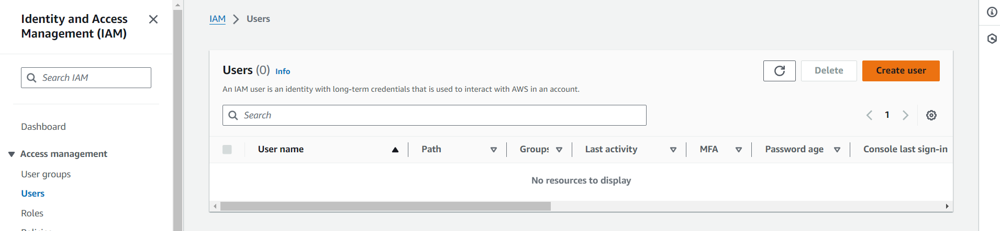 Identity and Access
Management (IAM)
Search IAM
Dashboard
Access management
User groups
Users
Roles
IAM > Users
Users (0) Info
Delete
Create user
An IAM user is an identity with long-term credentials that is used to interact with AWS in an account.
Search
1
User name
Path
Groups
Last activity
MFA
Password age
Console last sign-in
No resources to display